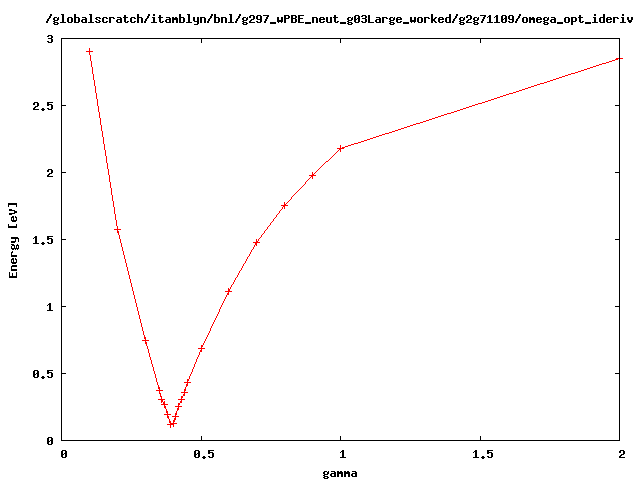 /globalscratch/itamblyn/bnl/g297_wPBE_neut_g03Large_worked/g2g71109/omega_opt_ideriv
3
2.5
2
1.5
1
0.5
0
Energy [eV]
0 0.5 1 1.5 2
gamma